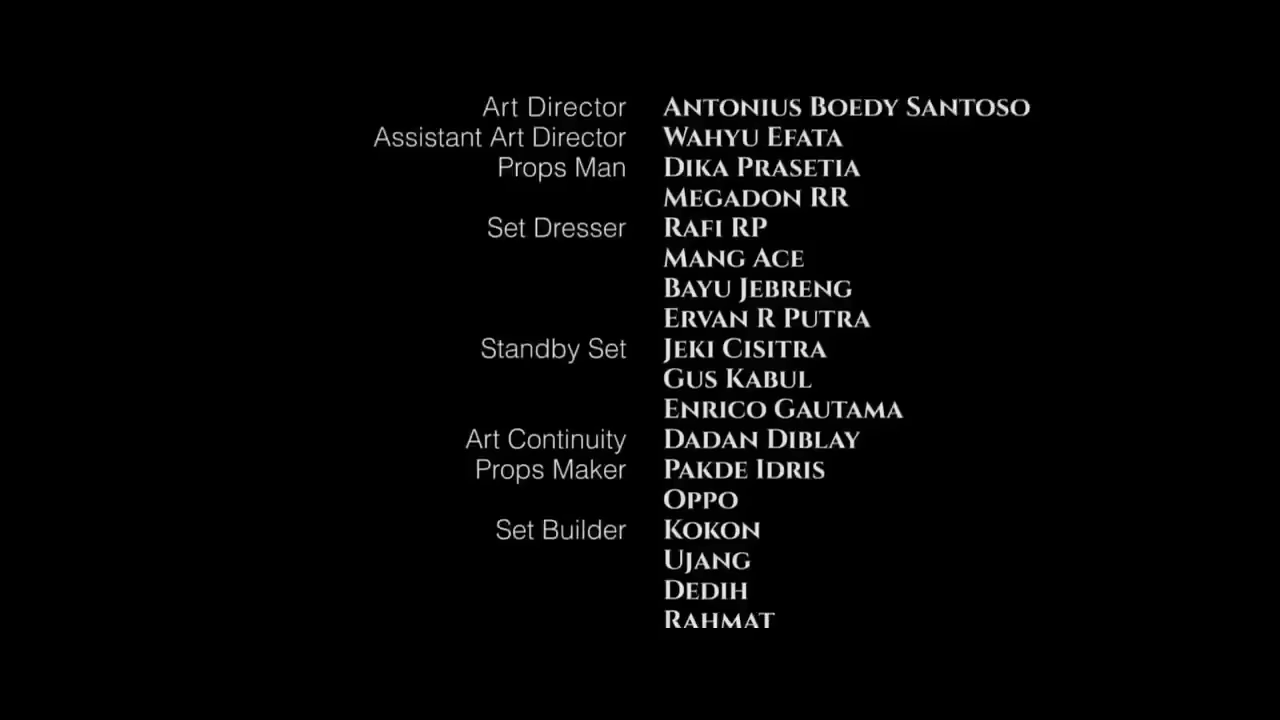 Art Director ANTONIUS BOEDY SANTOSO
Assistant Art Director WAHYU EFATA
Props Man DIKA PRASETIA
MEGADON RR
Set Dresser RAFI RP
MANG ACE
BAYU JEBRENG
ERVAN R PUTRA
Standby Set JEKI CISITRA
GUS KABUL
ENRICO GAUTAMA
Art Continuity DADAN DIBLAY
Props Maker PAKDE IDRIS
OPPO
Set Builder KOKON
UJANG
DEDIH
RAHMAT